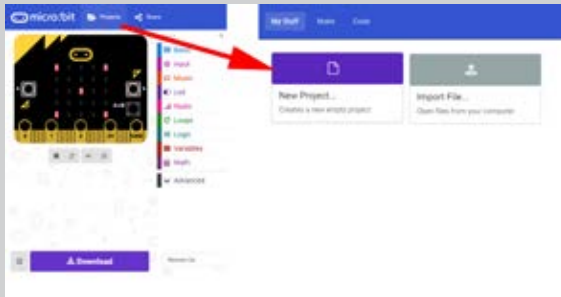 micro:bit Projects Share
Basic
Input
Music
Led
Radio
Loops
Logic
Variables
Math
Advanced
Download
My Stuff Make Code
New Project...
Creates a new empty project
Import File...
Open files from your computer